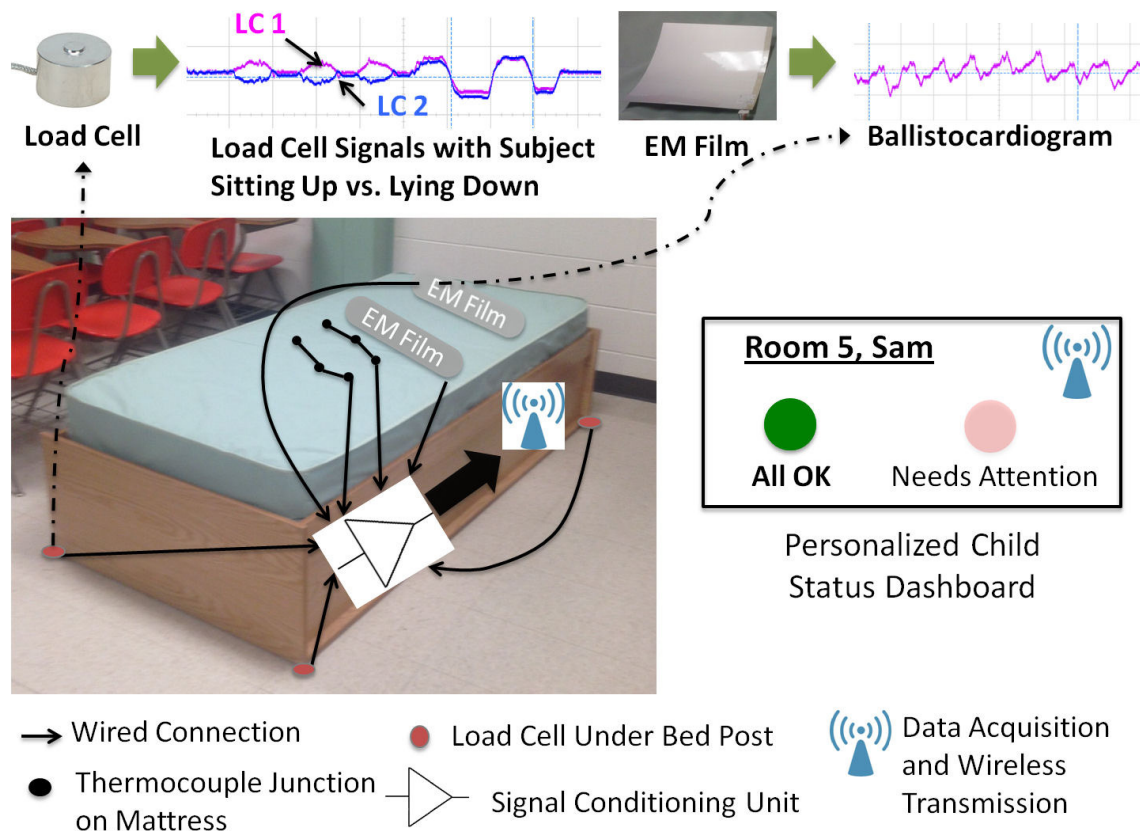 LC 1
LC 2
Load Cell
Load Cell Signals with Subject
Sitting Up vs. Lying Down
EM Film
Ballistocardiogram
EM Film
EM Film
Room 5, Sam
All OK
Needs Attention
Personalized Child
Status Dashboard
Wired Connection
Load Cell Under Bed Post
Data Acquisition
and Wireless
Transmission
Thermocouple Junction
on Mattress
Signal Conditioning Unit